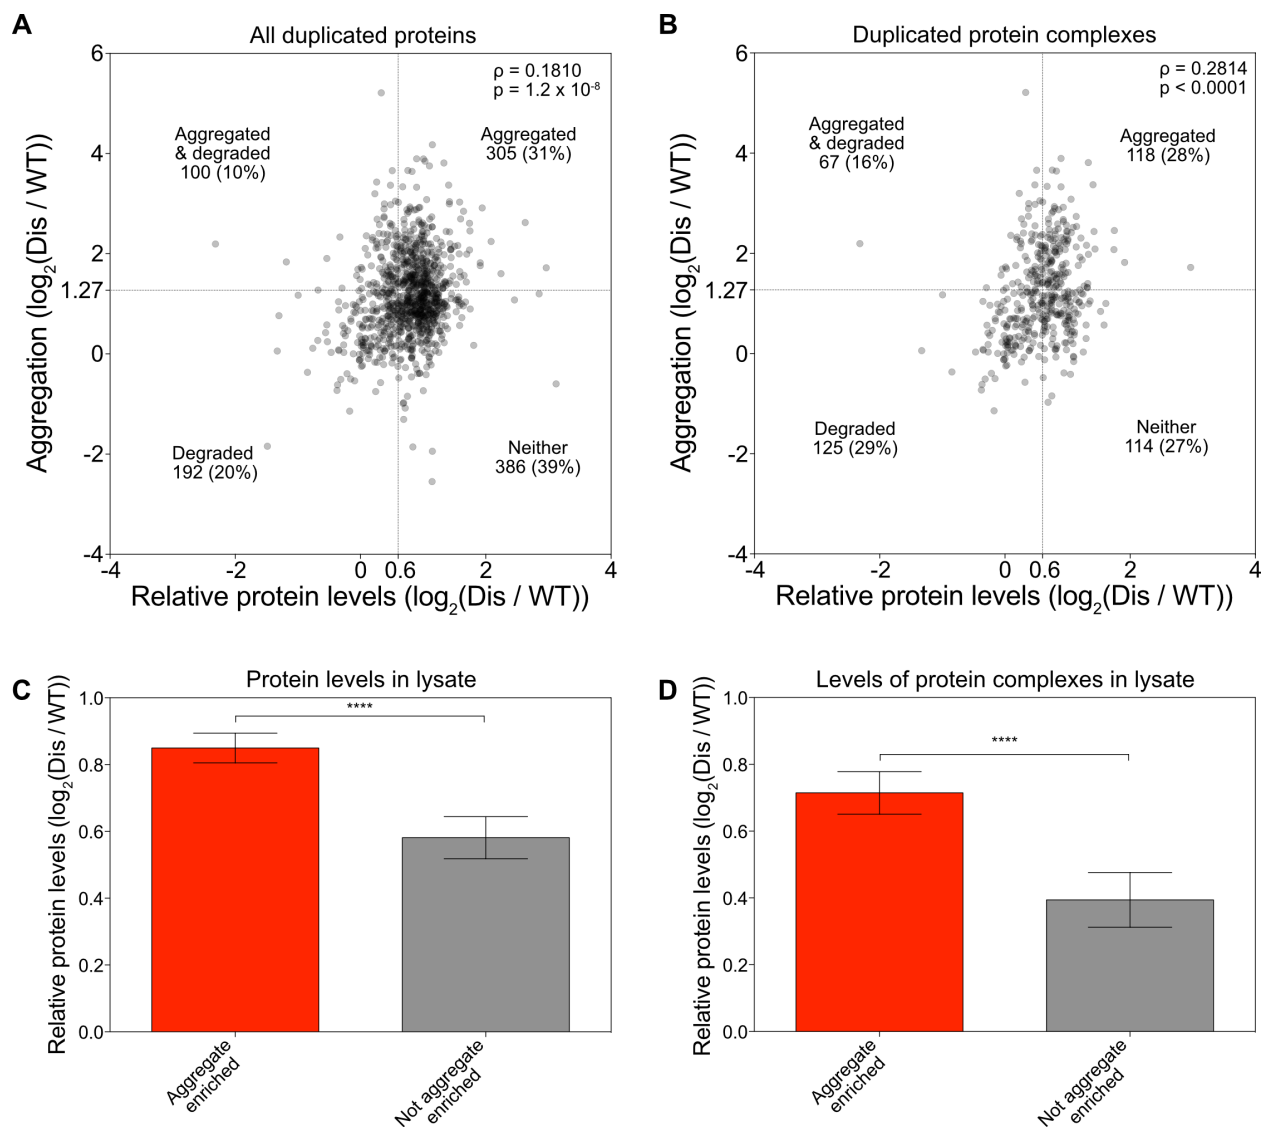 A
All duplicated proteins
ρ = 0.1810
p = 1.2 x 10⁻⁸
Aggregated
& degraded
100 (10%)
Aggregated
305 (31%)
Degraded
192 (20%)
Neither
386 (39%)
6
4
2
1.27
0
-2
-4
-4
-2
0
0.6
2
4
Aggregation (log₂(Dis / WT))
Relative protein levels (log₂(Dis / WT))
B
Duplicated protein complexes
ρ = 0.2814
p < 0.0001
Aggregated
& degraded
67 (16%)
Aggregated
118 (28%)
Degraded
125 (29%)
Neither
114 (27%)
6
4
2
1.27
0
-2
-4
-4
-2
0
0.6
2
4
Aggregation (log₂(Dis / WT))
Relative protein levels (log₂(Dis / WT))
C
Protein levels in lysate
****
1.0
0.8
0.6
0.4
0.2
0.0
Relative protein levels (log₂(Dis / WT))
Aggregate
enriched
Not aggregate
enriched
D
Levels of protein complexes in lysate
****
1.0
0.8
0.6
0.4
0.2
0.0
Relative protein levels (log₂(Dis / WT))
Aggregate
enriched
Not aggregate
enriched